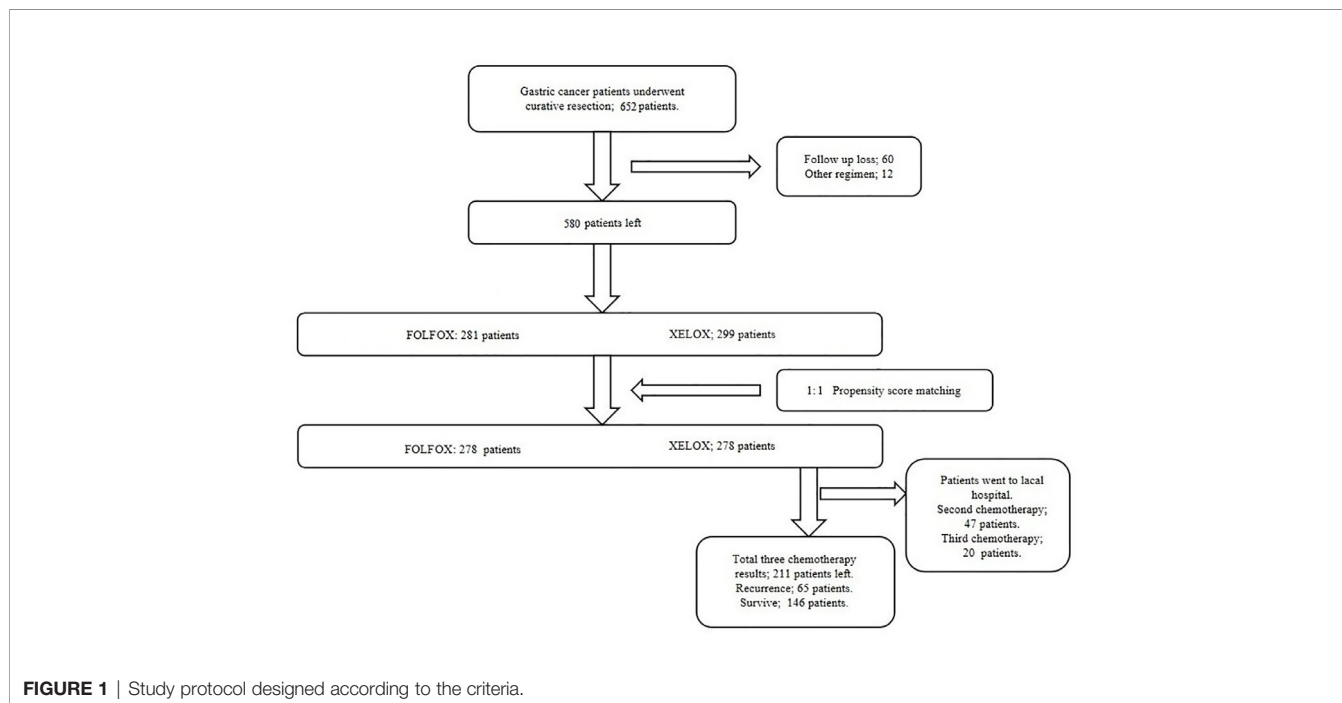 Gastric cancer patients underwent
curative resection; 652 patients.
Follow up loss; 60
Other regimen; 12
580 patients left
FOLFOX: 281 patients
XELOX; 299 patients
1:1 Propensity score matching
FOLFOX: 278 patients
XELOX; 278 patients
Patients went to lacal
hospital.
Second chemotherapy;
47 patients.
Third chemotherapy;
20 patients.
Total three chemotherapy
results; 211 patients left.
Recurrence; 65 patients.
Survive; 146 patients.
FIGURE 1 | Study protocol designed according to the criteria.